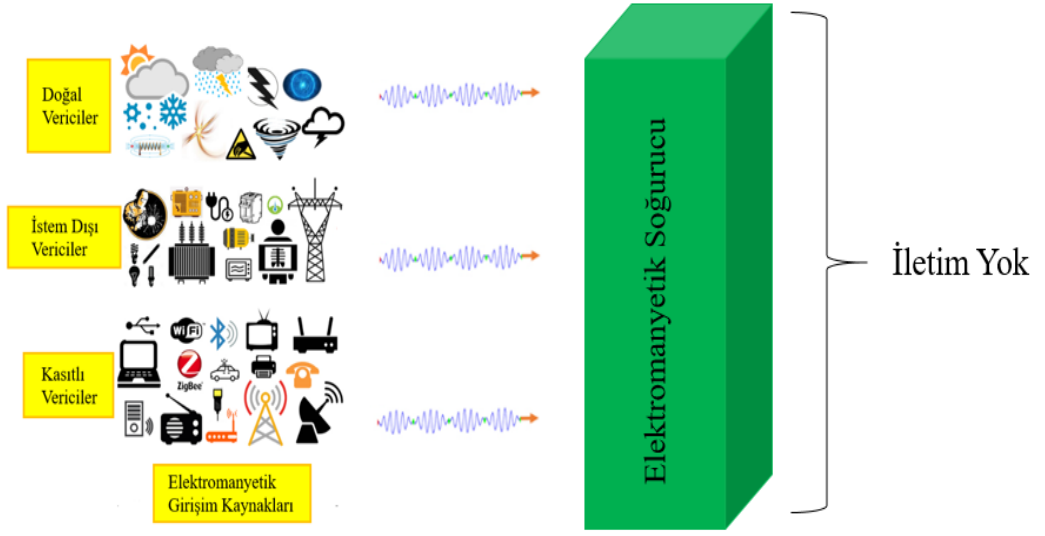 Doğal
Vericiler
İstem Dışı
Vericiler
WiFi
ZigBee
Kasıtlı
Vericiler
Elektromanyetik
Girişim Kaynakları
Elektromanyetik Soğurucu
İletim Yok